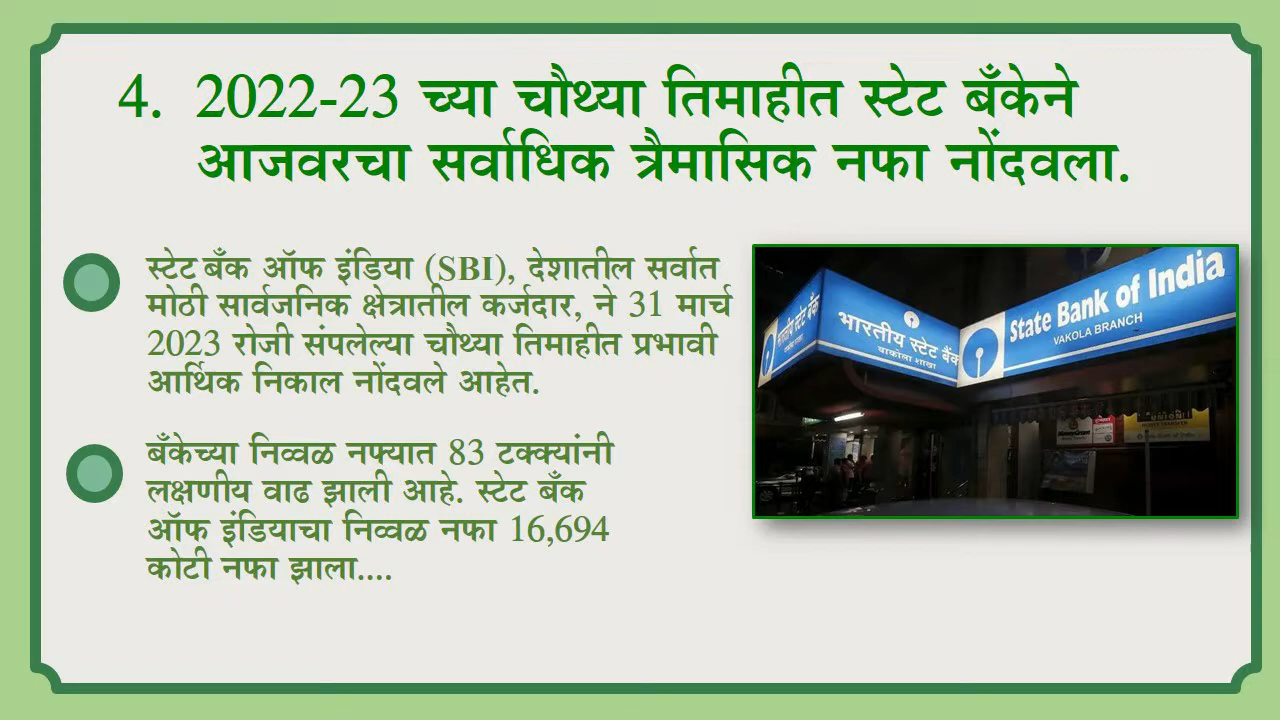 4. 2022-23 च्या चौथ्या तिमाहीत स्टेट बँकेने
आजवरचा सर्वाधिक त्रैमासिक नफा नोंदवला.
स्टेट बँक ऑफ इंडिया (SBI), देशातील सर्वात
मोठी सार्वजनिक क्षेत्रातील कर्जदार, ने 31 मार्च
2023 रोजी संपलेल्या चौथ्या तिमाहीत प्रभावी
आर्थिक निकाल नोंदवले आहेत.
बँकेच्या निव्वळ नफ्यात 83 टक्क्यांनी
लक्षणीय वाढ झाली आहे. स्टेट बँक
ऑफ इंडियाचा निव्वळ नफा 16,694
कोटी नफा झाला....
भारतीय स्टेट बैंक
भारतीय स्टेट बैंक
वाकोला शाखा
State Bank of India
VAKOLA BRANCH
MoneyGram